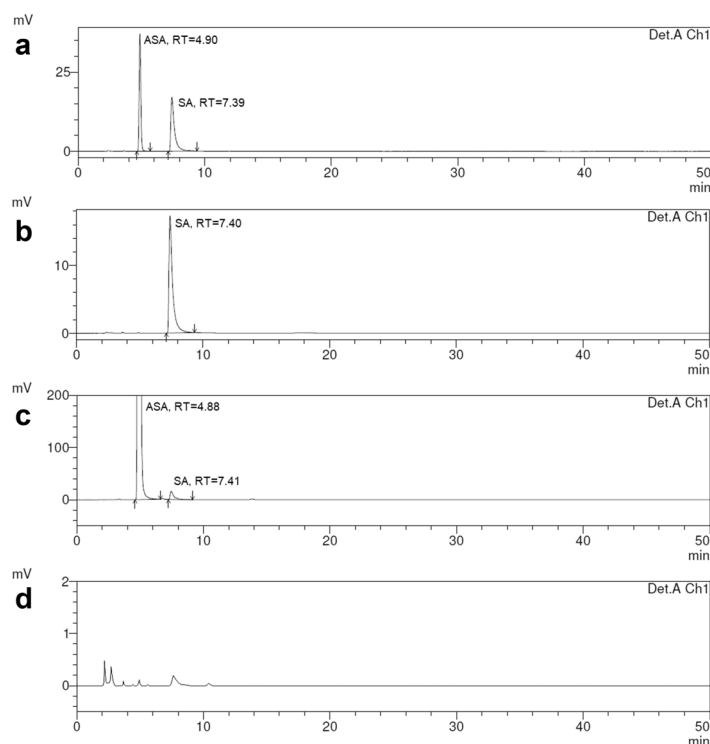 mV
a
Det.A Ch1
ASA, RT=4.90
SA, RT=7.39
25
0
0 10 20 30 40 50
min
mV
b
Det.A Ch1
SA, RT=7.40
10
0
0 10 20 30 40 50
min
mV
c
200
Det.A Ch1
ASA, RT=4.88
100
SA, RT=7.41
0
0 10 20 30 40 50
min
mV
d
2
Det.A Ch1
1
0
0 10 20 30 40 50
min